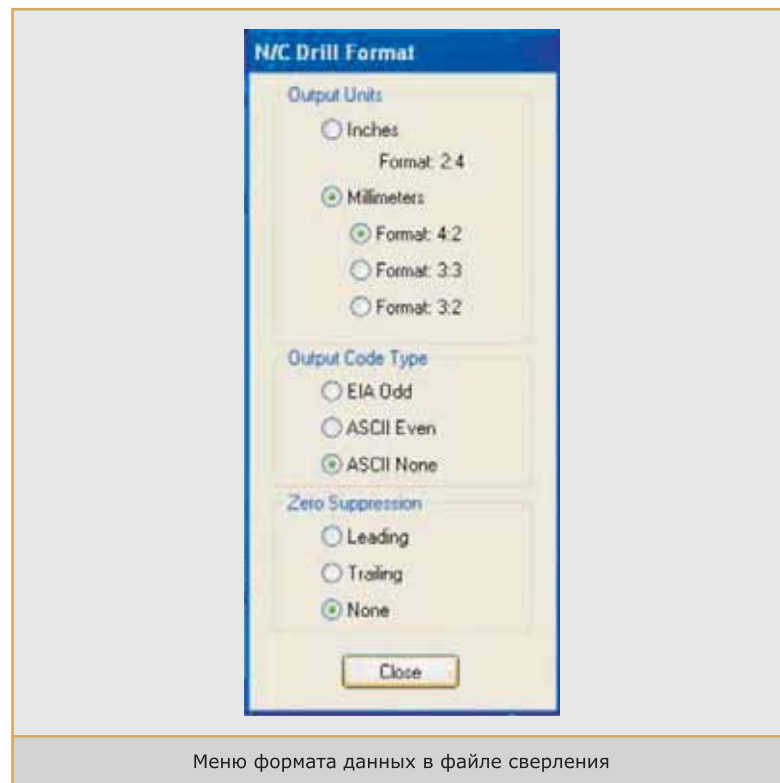 N/C Drill Format
Output Units
Inches
Format: 2:4
Millimeters
Format: 4:2
Format: 3:3
Format: 3:2
Output Code Type
EIA Odd
ASCII Even
ASCII None
Zero Suppression
Leading
Trailing
None
Close
Меню формата данных в файле сверления